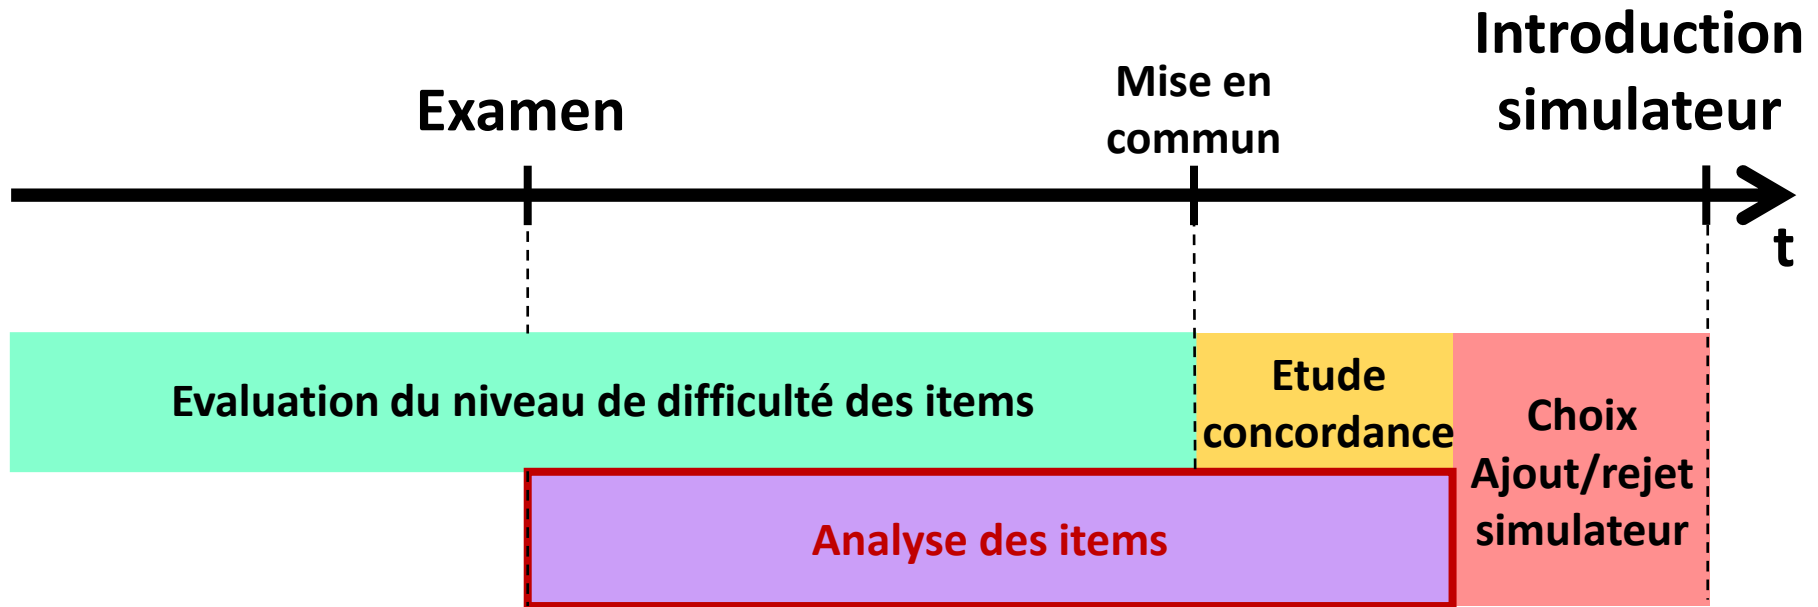 Introduction
simulateur
Mise en
commun
Examen
t
Evaluation du niveau de difficulté des items
Etude
concordance
Choix
Ajout/rejet
simulateur
Analyse des items